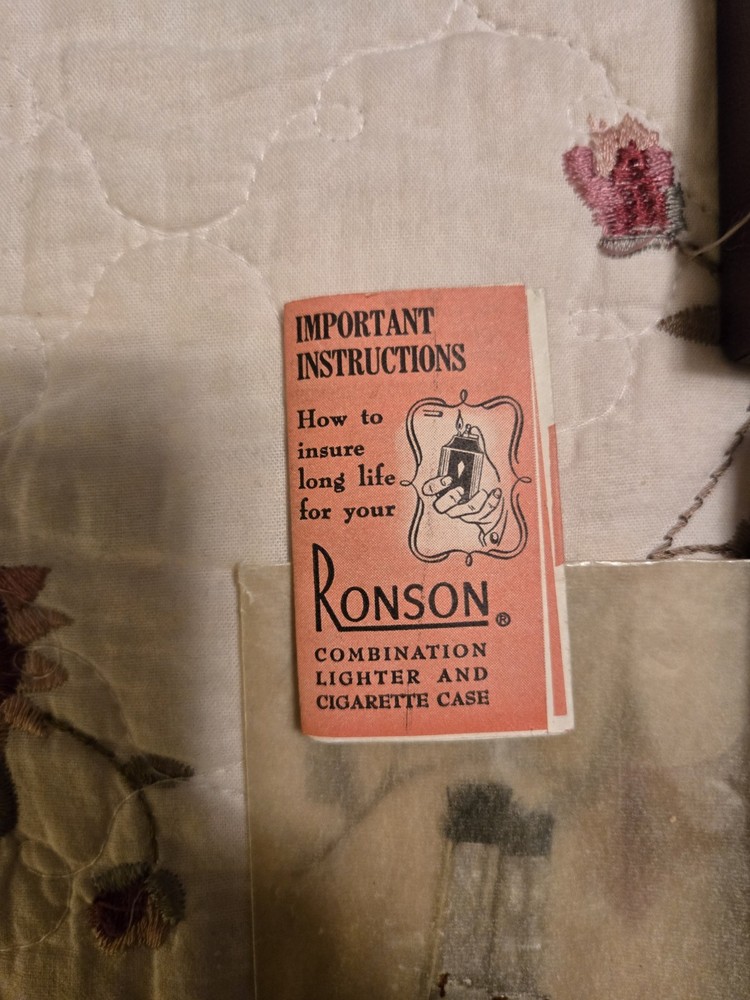 IMPORTANT
INSTRUCTIONS
How to
insure
long life
for your
RONSON®
COMBINATION
LIGHTER AND
CIGARETTE CASE